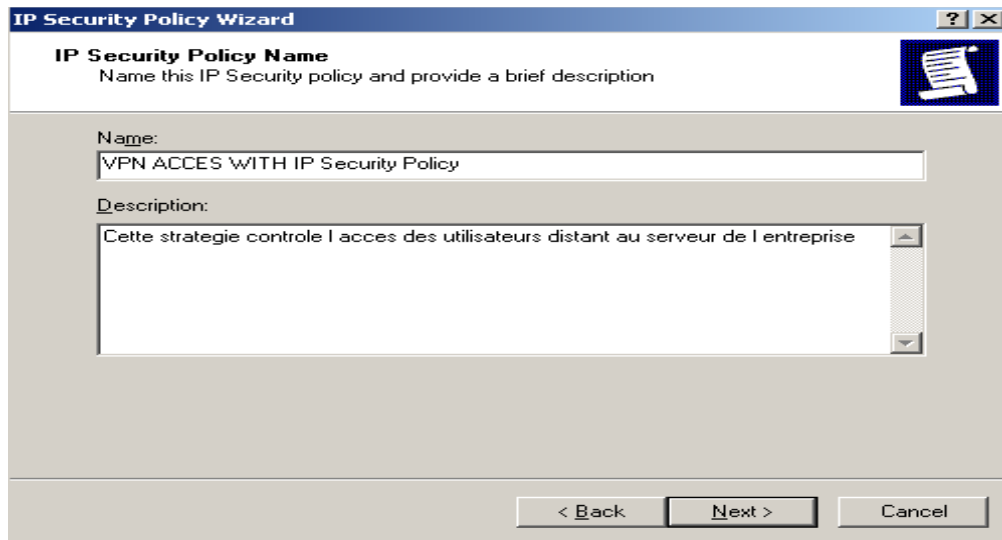 IP Security Policy Wizard
IP Security Policy Name
Name this IP Security policy and provide a brief description
Name:
VPN ACCES WITH IP Security Policy
Description:
Cette strategie controle l acces des utilisateurs distant au serveur de l entreprise
< Back Next > Cancel